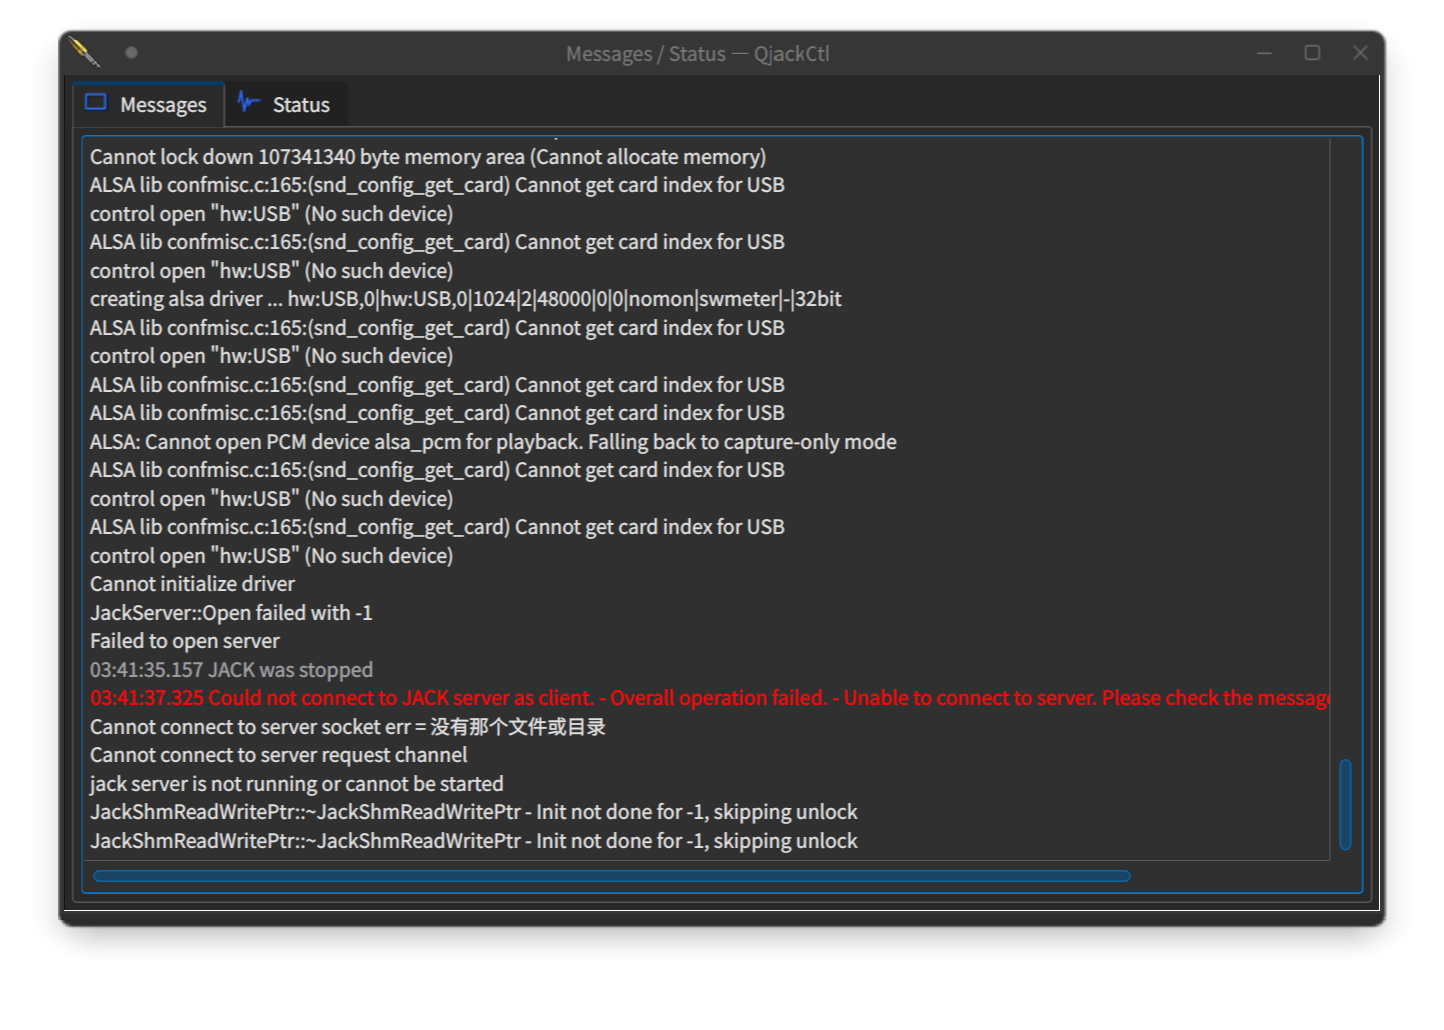 Messages / Status — QjackCtl
Messages
Status
Cannot lock down 107341340 byte memory area (Cannot allocate memory)
ALSA lib confmisc.c:165:(snd_config_get_card) Cannot get card index for USB
control open "hw:USB" (No such device)
ALSA lib confmisc.c:165:(snd_config_get_card) Cannot get card index for USB
control open "hw:USB" (No such device)
creating alsa driver ... hw:USB,0|hw:USB,0|1024|2|48000|0|0|nomon|swmeter|-|32bit
ALSA lib confmisc.c:165:(snd_config_get_card) Cannot get card index for USB
control open "hw:USB" (No such device)
ALSA lib confmisc.c:165:(snd_config_get_card) Cannot get card index for USB
ALSA lib confmisc.c:165:(snd_config_get_card) Cannot get card index for USB
ALSA: Cannot open PCM device alsa_pcm for playback. Falling back to capture-only mode
ALSA lib confmisc.c:165:(snd_config_get_card) Cannot get card index for USB
control open "hw:USB" (No such device)
ALSA lib confmisc.c:165:(snd_config_get_card) Cannot get card index for USB
control open "hw:USB" (No such device)
Cannot initialize driver
JackServer::Open failed with -1
Failed to open server
03:41:35.157 JACK was stopped
03:41:37.325 Could not connect to JACK server as client. - Overall operation failed. - Unable to connect to server. Please check the message
Cannot connect to server socket err = 没有那个文件或目录
Cannot connect to server request channel
jack server is not running or cannot be started
JackShmReadWritePtr::~JackShmReadWritePtr - Init not done for -1, skipping unlock
JackShmReadWritePtr::~JackShmReadWritePtr - Init not done for -1, skipping unlock